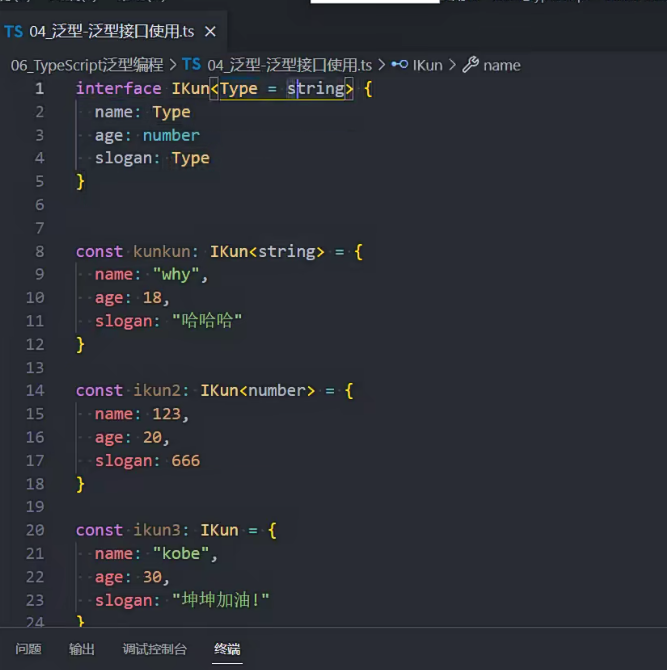 TS 04_泛型-泛型接口使用.ts ×
06_TypeScript泛型编程 > TS 04_泛型-泛型接口使用.ts > IKun > name
1 interface IKun<Type = string> {
2 name: Type
3 age: number
4 slogan: Type
5 }
6
7
8 const kunkun: IKun<string> = {
9 name: "why",
10 age: 18,
11 slogan: "哈哈哈"
12 }
13
14 const ikun2: IKun<number> = {
15 name: 123,
16 age: 20,
17 slogan: 666
18 }
19
20 const ikun3: IKun = {
21 name: "kobe",
22 age: 30,
23 slogan: "坤坤加油!"
24 }
问题 输出 调试控制台 终端